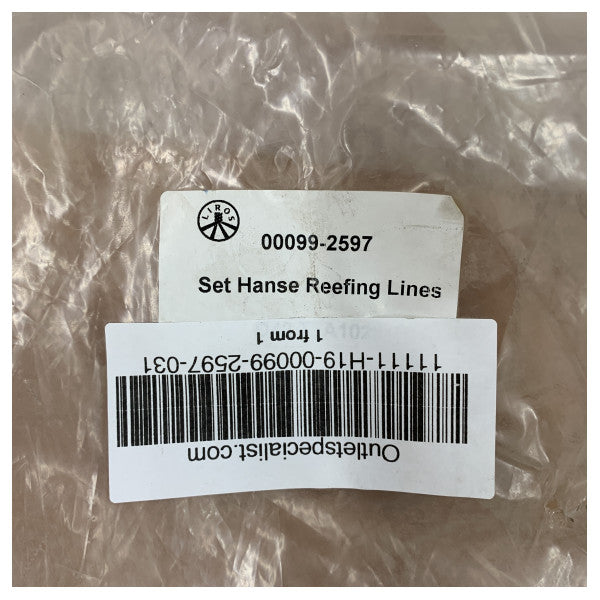 LIROS
00099-2597
Set Hanse Reefing Lines
1 from 1
11111-H19-00099-2597-031
Outletspecialist.com